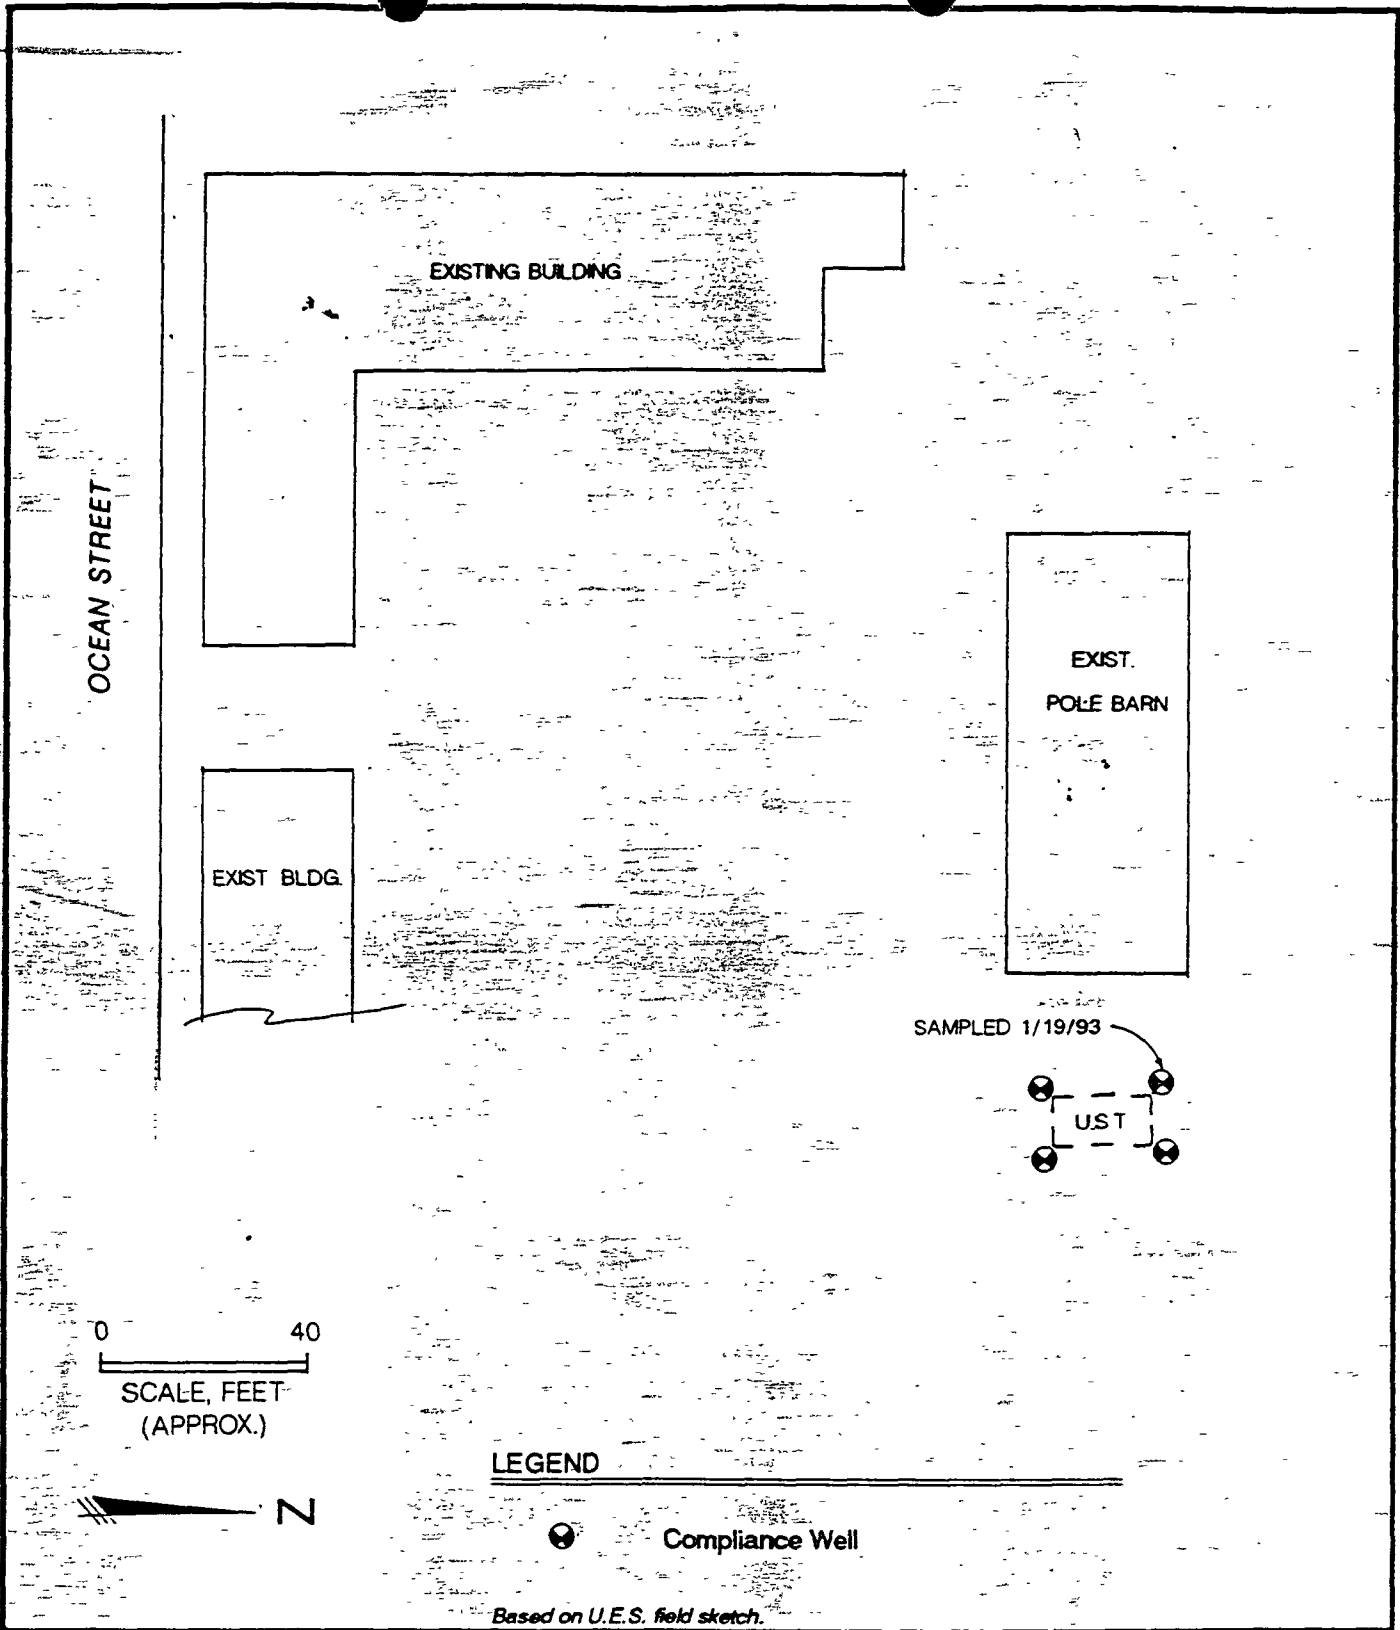 EXISTING BUILDING
OCEAN STREET
EXIST.
POLE BARN
EXIST BLDG.
SAMPLED 1/19/93
U.S T
0 40
SCALE, FEET
(APPROX.)
LEGEND
N
Compliance Well
Based on U.E.S. field sketch.